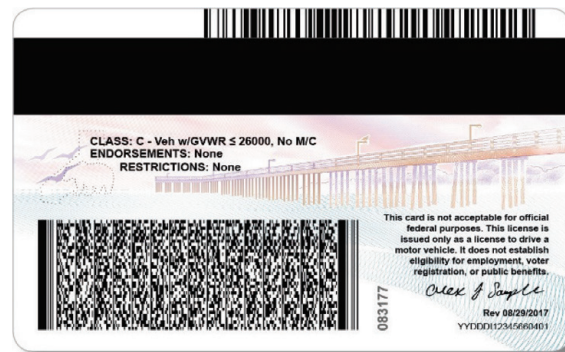 CLASS: C - Veh w/GVWR ≤ 26000, No M/C
ENDORSEMENTS: None
RESTRICTIONS: None
This card is not acceptable for official
federal purposes. This license is
issued only as a license to drive a
motor vehicle. It does not establish
eligibility for employment, voter
registration, or public benefits.
Alex J Sample
083177
Rev 08/29/2017
YYDDDI12345660401